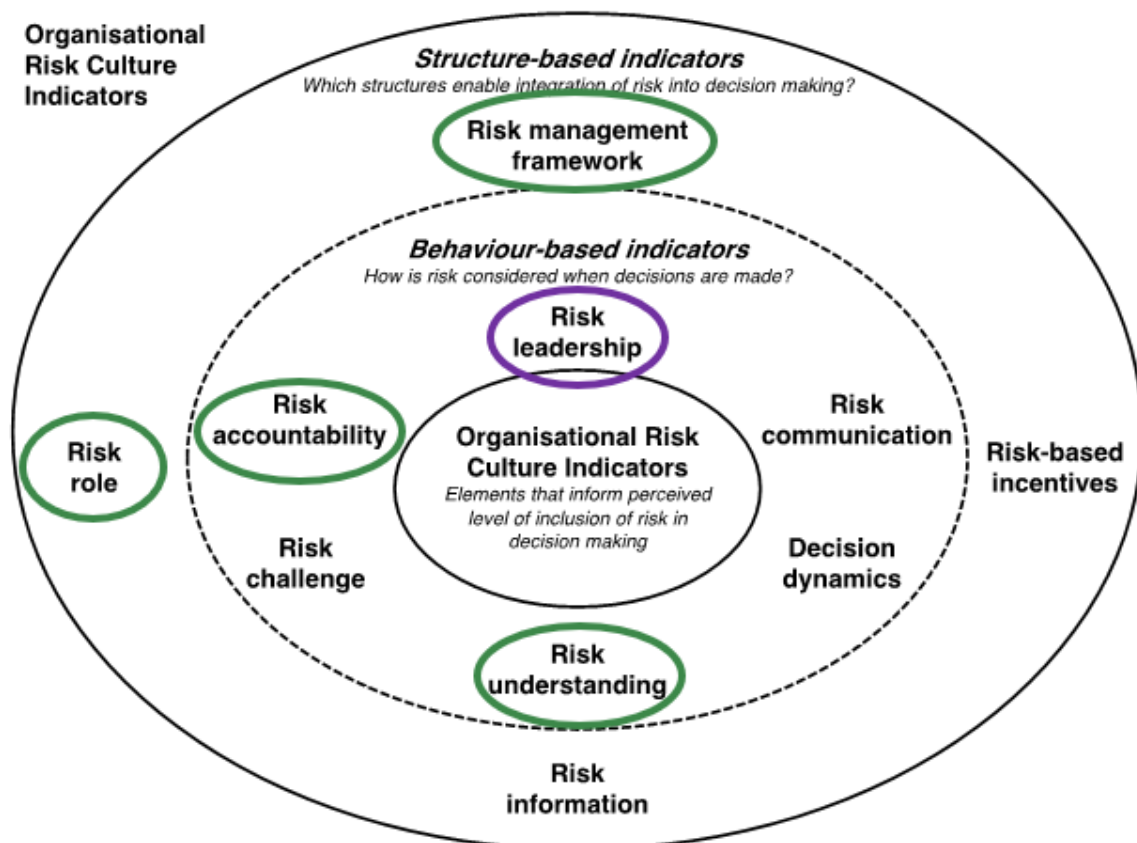 Organisational
Risk Culture
Indicators
Structure-based indicators
Which structures enable integration of risk into decision making?
Risk management
framework
Behaviour-based indicators
How is risk considered when decisions are made?
Risk
leadership
Risk
accountability
Risk
communication
Risk
role
Organisational Risk
Culture Indicators
Elements that inform perceived
level of inclusion of risk in
decision making
Risk-based
incentives
Risk
challenge
Decision
dynamics
Risk
understanding
Risk
information